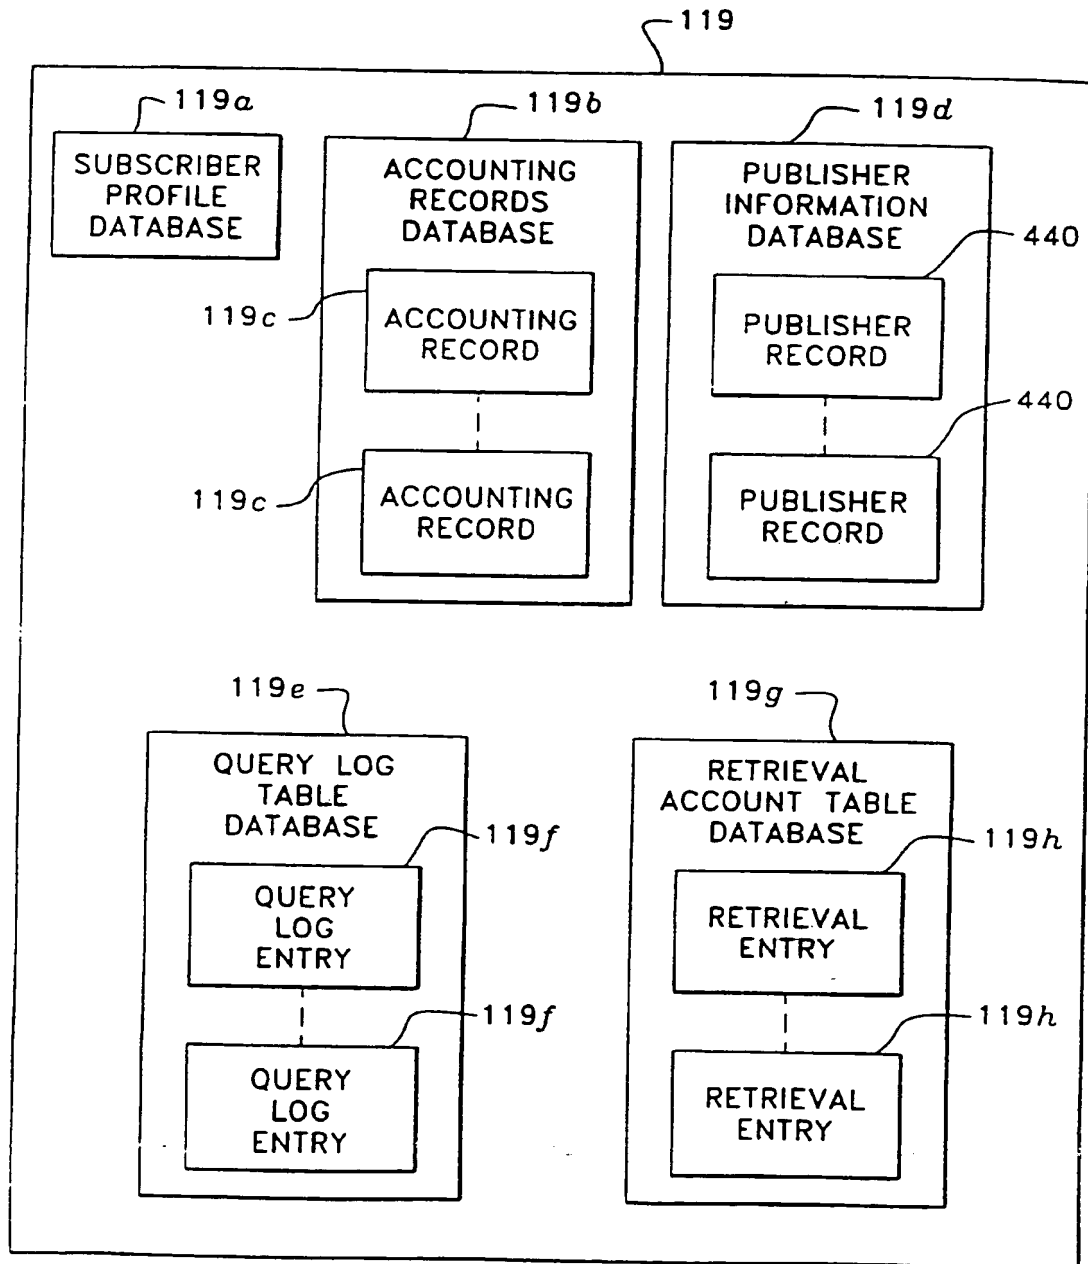 119
119a
SUBSCRIBER
PROFILE
DATABASE
119b
ACCOUNTING
RECORDS
DATABASE
119c
ACCOUNTING
RECORD
119c
ACCOUNTING
RECORD
119d
PUBLISHER
INFORMATION
DATABASE
440
PUBLISHER
RECORD
440
PUBLISHER
RECORD
119e
QUERY LOG
TABLE
DATABASE
119f
QUERY
LOG
ENTRY
119f
QUERY
LOG
ENTRY
119g
RETRIEVAL
ACCOUNT TABLE
DATABASE
119h
RETRIEVAL
ENTRY
119h
RETRIEVAL
ENTRY